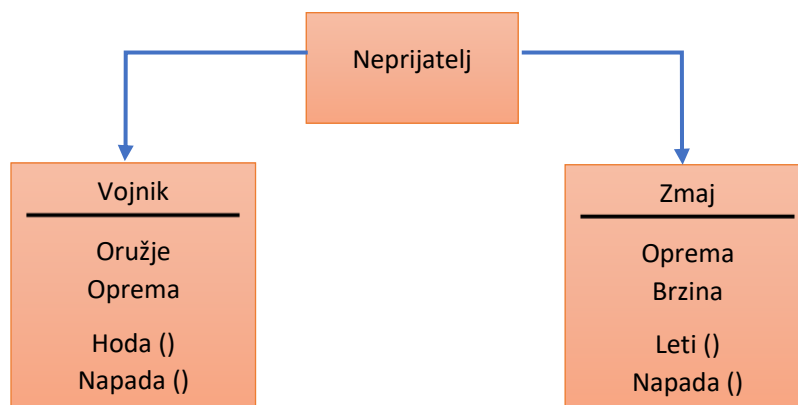 Neprijatelj
Vojnik
Oružje
Oprema
Hoda ()
Napada ()
Zmaj
Oprema
Brzina
Leti ()
Napada ()